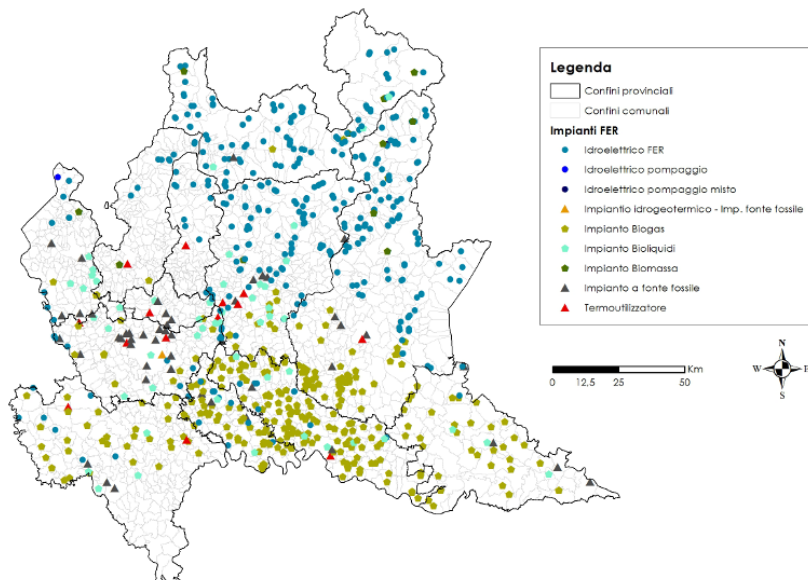 Legenda
Confini provinciali
Confini comunali
Impianti FER
Idroelettrico FER
Idroelettrico pompaggio
Idroelettrico pompaggio misto
Impiantio idrogeotermico - Imp. fonte fossile
Impianto Biogas
Impianto Bioliquidi
Impianto Biomassa
Impianto a fonte fossile
Termoutilizzatore
Km
0 12.5 25 50
N
W E
S